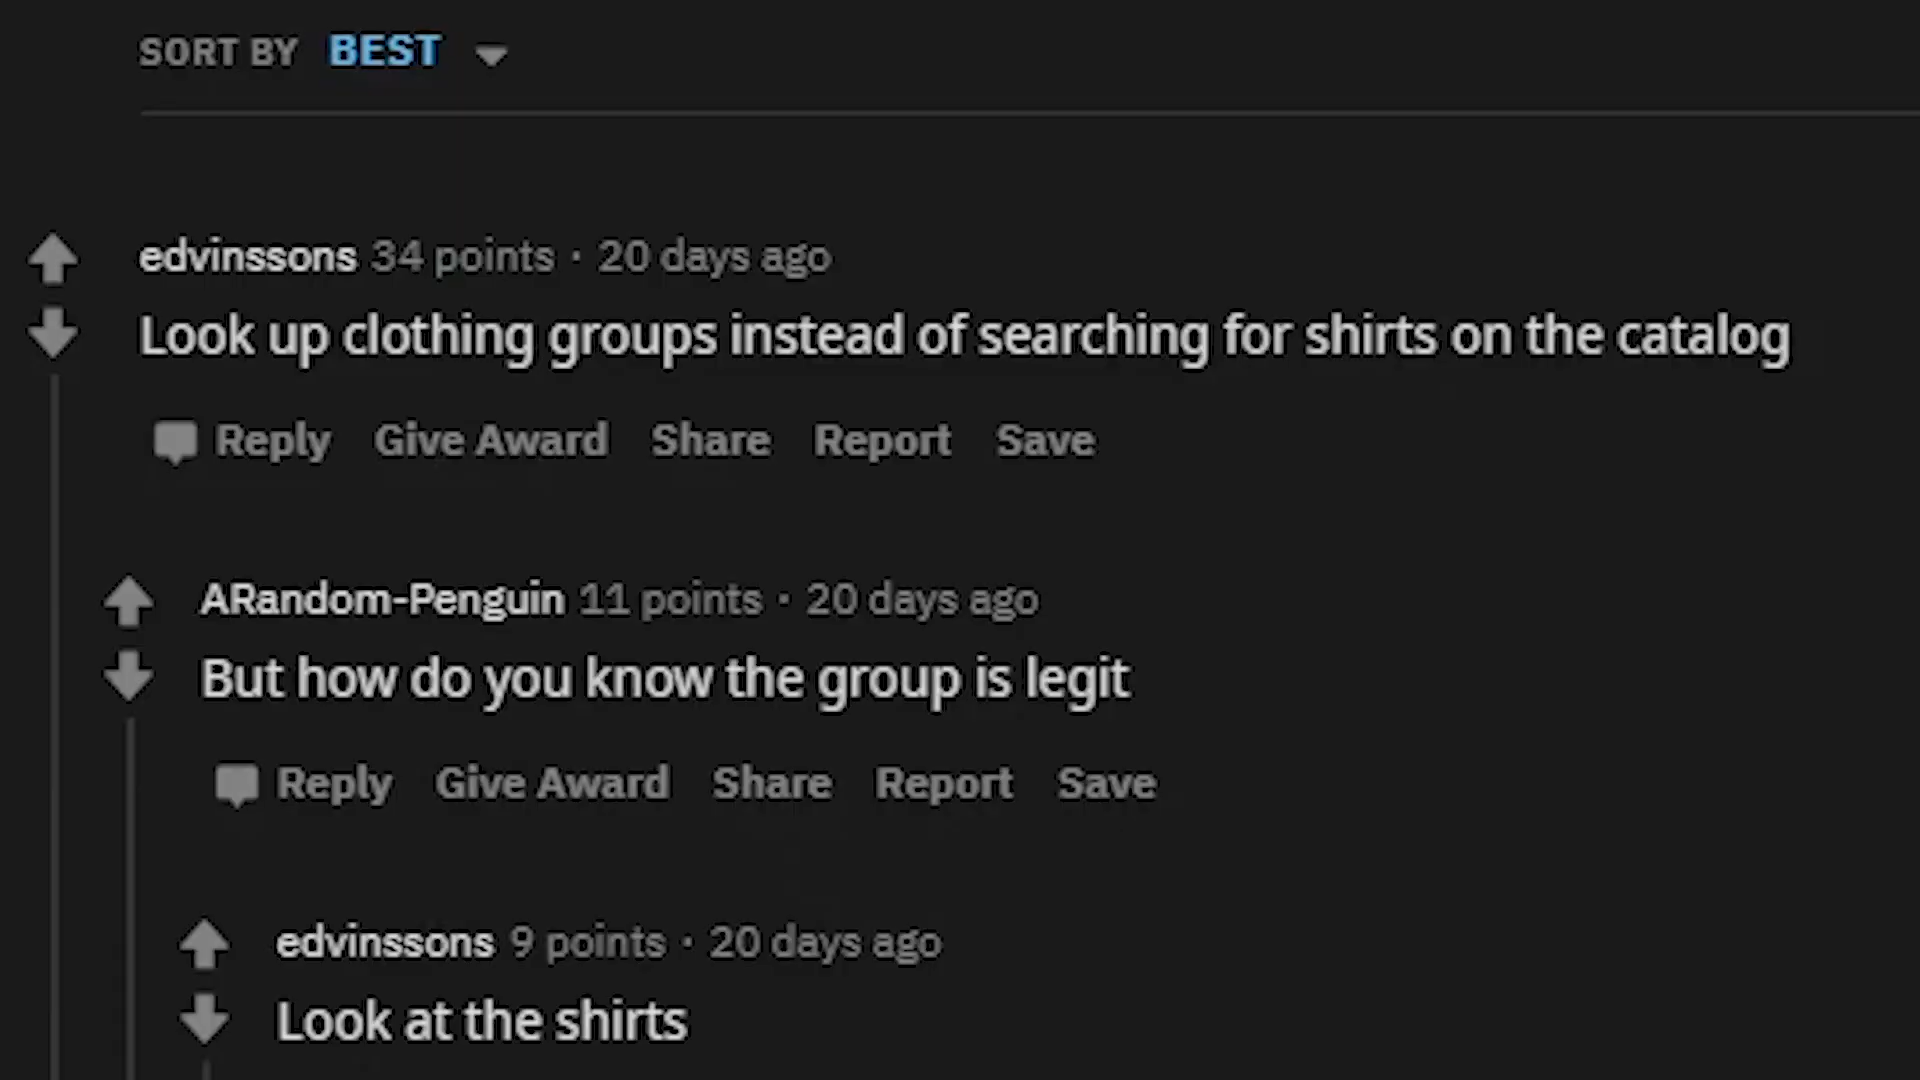 SORT BY BEST
edvinssons 34 points · 20 days ago
Look up clothing groups instead of searching for shirts on the catalog
Reply Give Award Share Report Save
ARandom-Penguin 11 points · 20 days ago
But how do you know the group is legit
Reply Give Award Share Report Save
edvinssons 9 points · 20 days ago
Look at the shirts